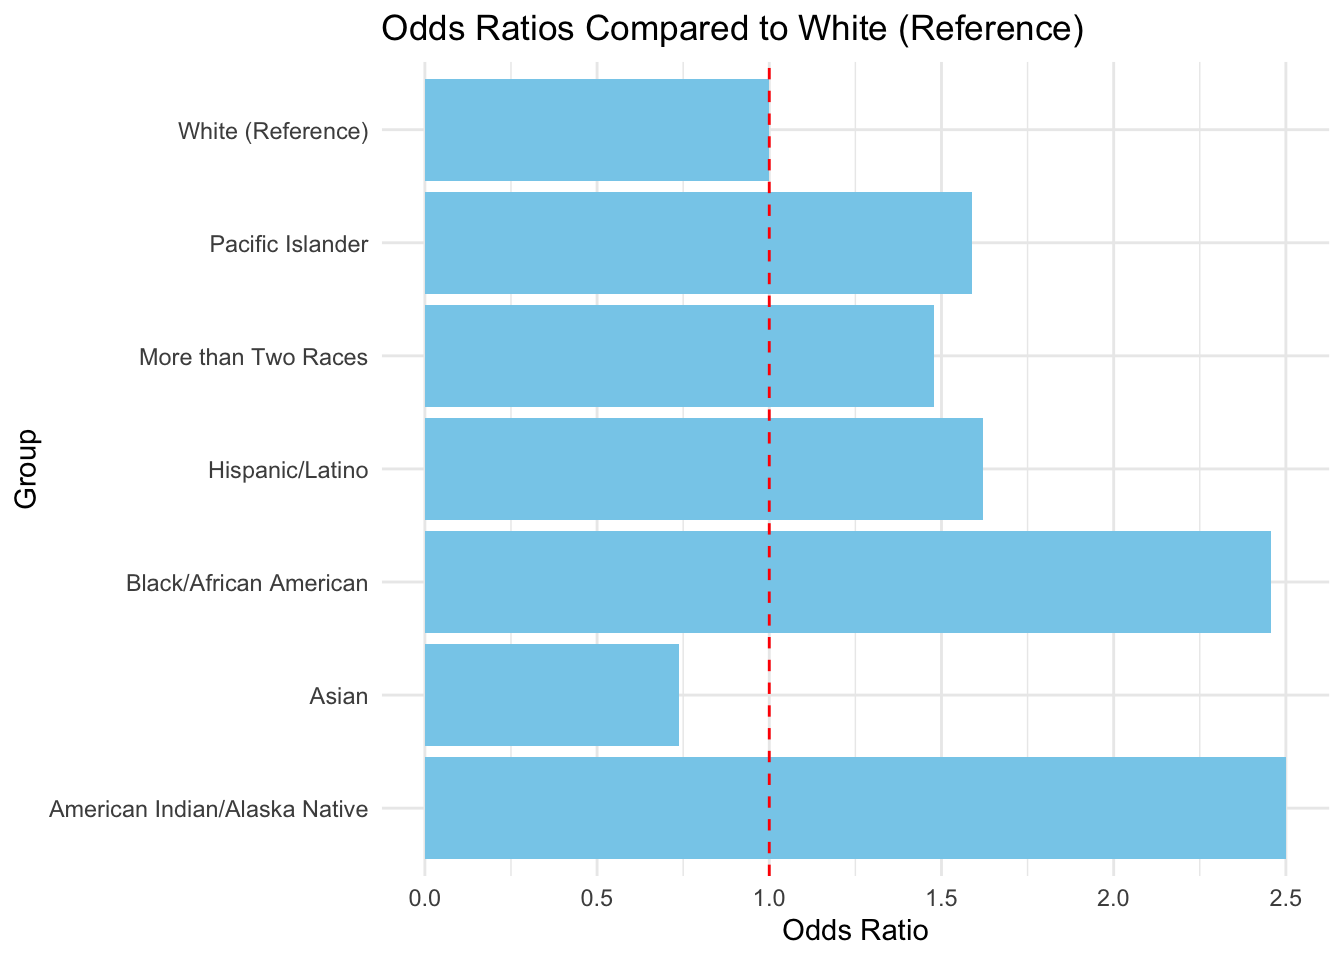 Odds Ratios Compared to White (Reference)
White (Reference)
Pacific Islander
More than Two Races
Hispanic/Latino
Black/African American
Asian
American Indian/Alaska Native
Group
0.0 0.5 1.0 1.5 2.0 2.5
Odds Ratio